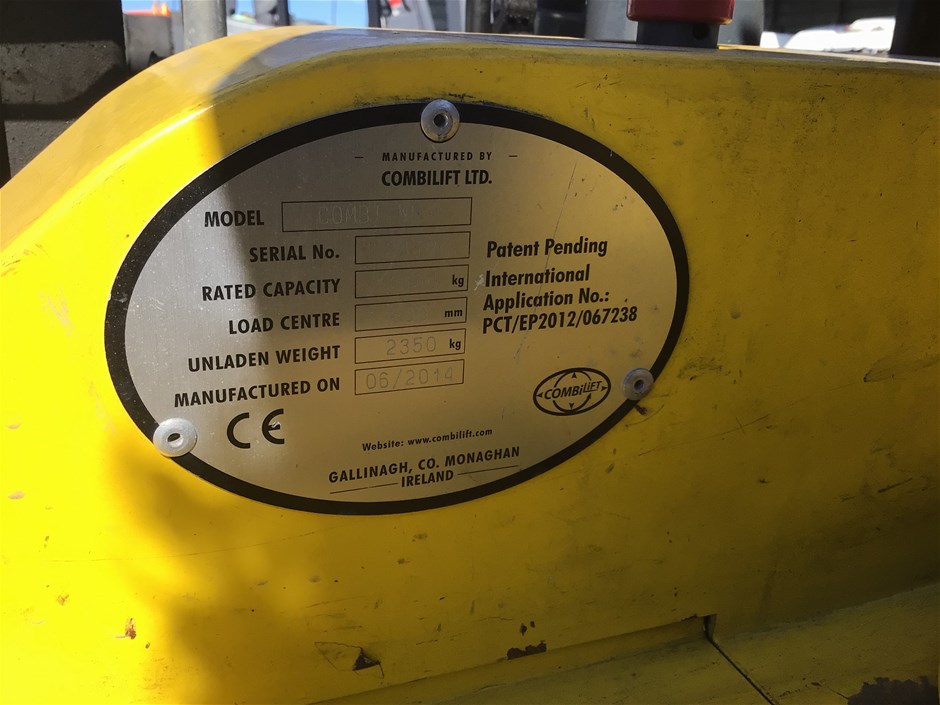 MANUFACTURED BY
COMBILIFT LTD.
MODEL
SERIAL No.
RATED CAPACITY kg
LOAD CENTRE mm
UNLADEN WEIGHT 2350 kg
MANUFACTURED ON 06/2014
Patent Pending
International
Application No.:
PCT/EP2012/067238
CE
COMBiLiFT
Website: www.combilift.com
GALLINAGH, CO. MONAGHAN
IRELAND